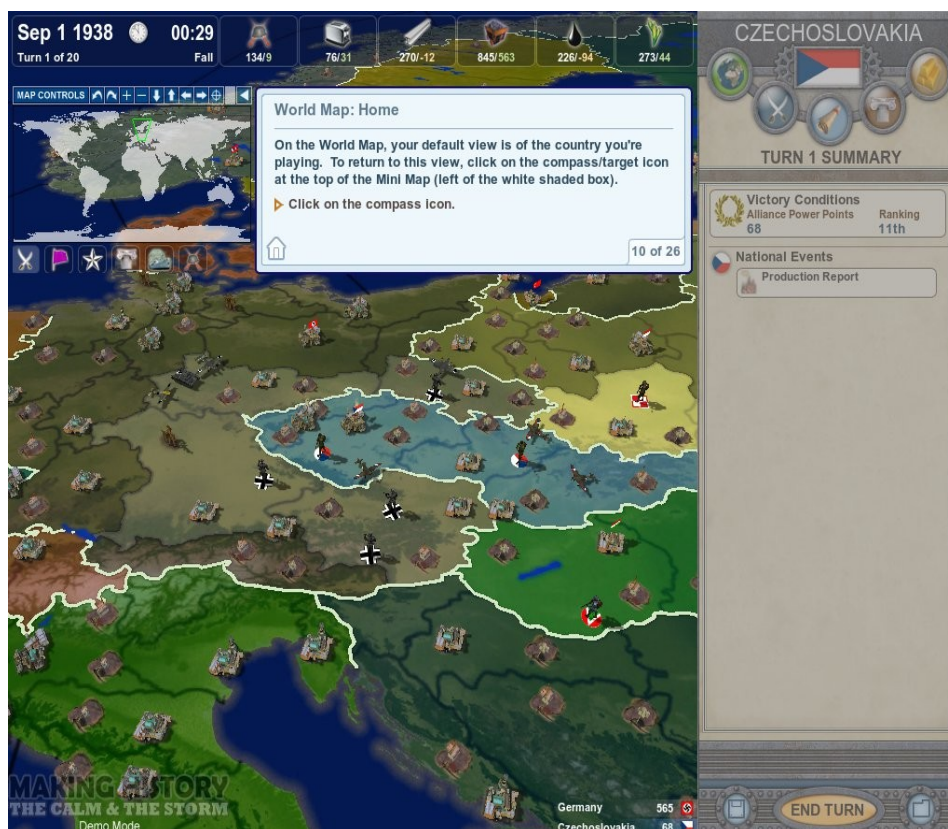 Sep 1 1938
00:29
Turn 1 of 20
Fall
134/9
76/31
270/-12
845/563
226/-94
273/44
MAP CONTROLS
World Map: Home
On the World Map, your default view is of the country you're
playing. To return to this view, click on the compass/target icon
at the top of the Mini Map (left of the white shaded box).
Click on the compass icon.
10 of 26
CZECHOSLOVAKIA
TURN 1 SUMMARY
Victory Conditions
Alliance Power Points
Ranking
68
11th
National Events
Production Report
MAKING HISTORY
THE CALM & THE STORM
Demo Mode
Germany 565
Czechoslovakia 68
END TURN